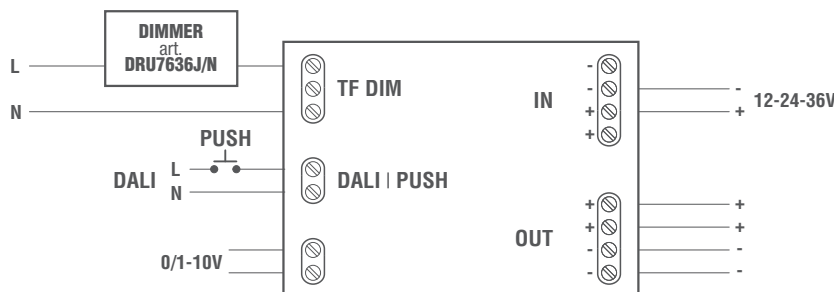 DIMMER
art.
DRU7636J/N
L
N
TF DIM
PUSH
DALI
L
N
DALI | PUSH
0/1-10V
IN
-
-
+
+
-
+
12-24-36V
OUT
+
+
-
-
+
+
-
-